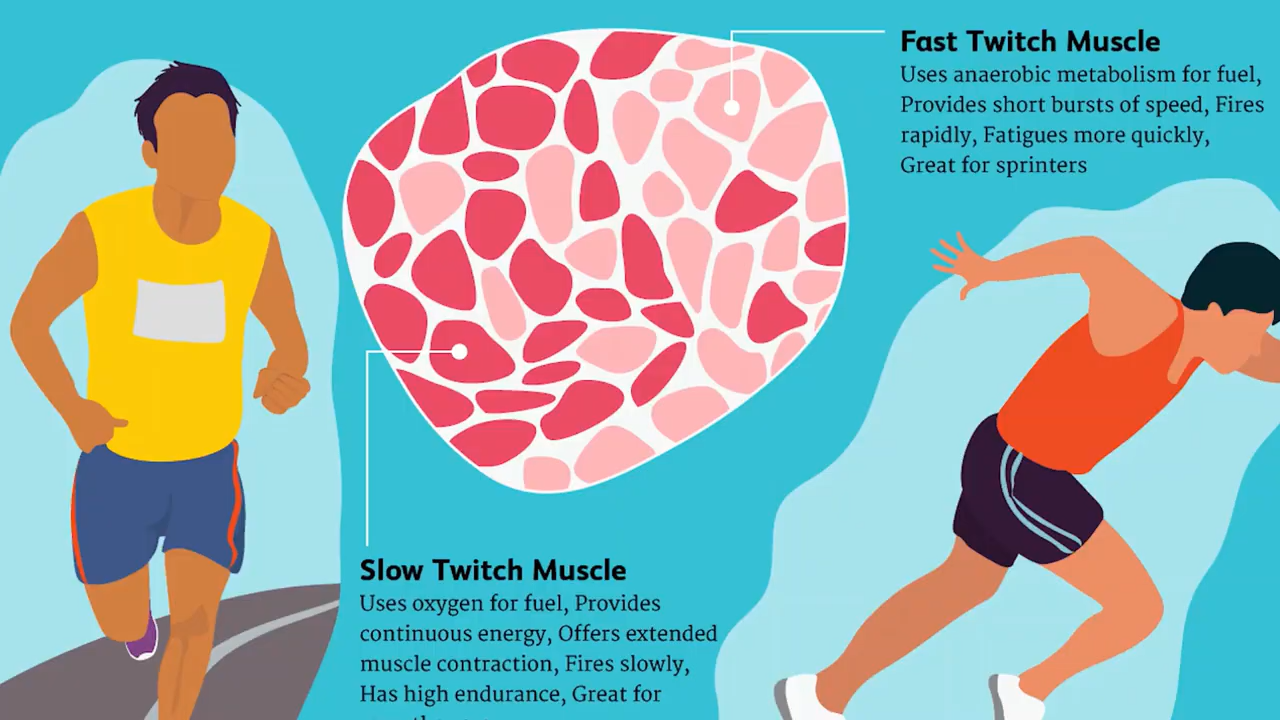 Fast Twitch Muscle
Uses anaerobic metabolism for fuel,
Provides short bursts of speed, Fires
rapidly, Fatigues more quickly,
Great for sprinters
Slow Twitch Muscle
Uses oxygen for fuel, Provides
continuous energy, Offers extended
muscle contraction, Fires slowly,
Has high endurance, Great for